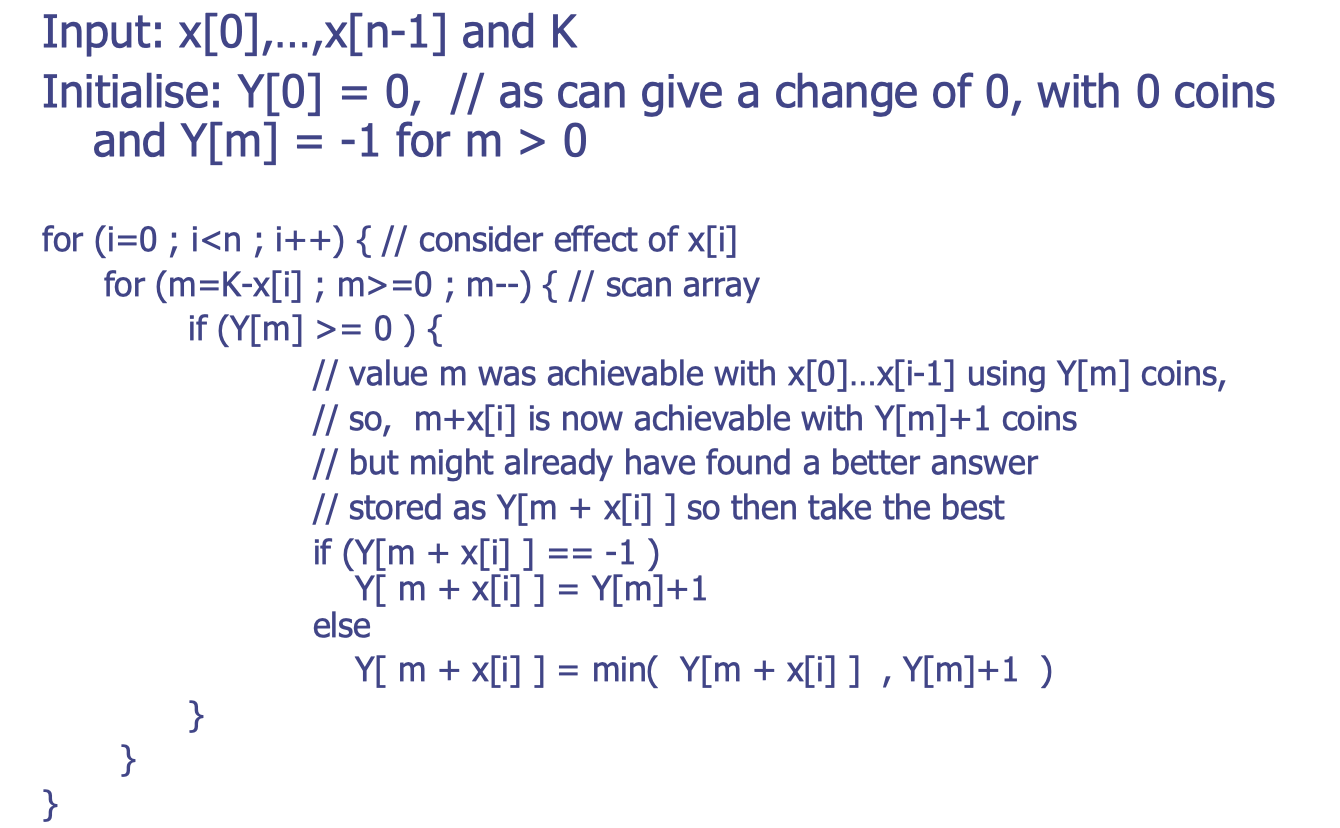 Input: x[0],...,x[n-1] and K
Initialise: Y[0] = 0,  // as can give a change of 0, with 0 coins
and Y[m] = -1 for m > 0
for (i=0 ; i<n ; i++) { // consider effect of x[i]
for (m=K-x[i] ; m>=0 ; m--) { // scan array
if (Y[m] >= 0 ) {
// value m was achievable with x[0]...x[i-1] using Y[m] coins,
// so,  m+x[i] is now achievable with Y[m]+1 coins
// but might already have found a better answer
// stored as Y[m + x[i] ] so then take the best
if (Y[m + x[i] ] == -1 )
Y[ m + x[i] ] = Y[m]+1
else
Y[ m + x[i] ] = min(  Y[m + x[i] ]  , Y[m]+1  )
}
}
}